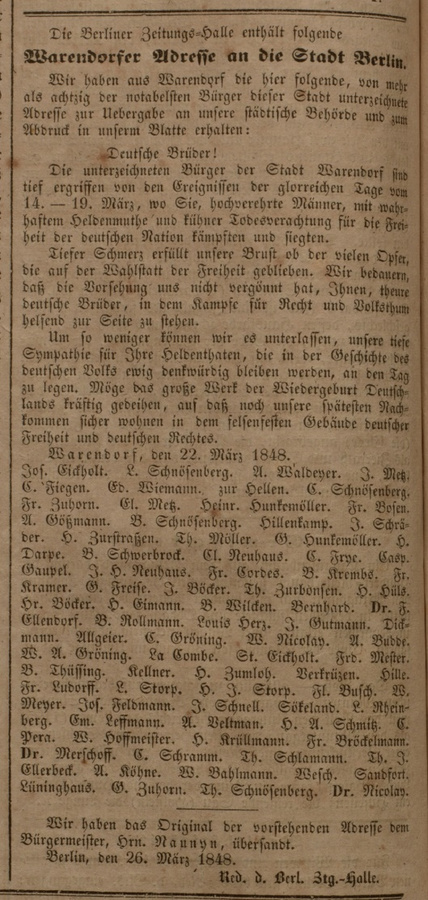 Die Berliner Zeitungs-Halle enthält folgende
Warendorfer Adresse an die Stadt Berlin.
Wir haben aus Warendorf die hier folgende, von mehr
als achtzig der notabelsten Bürger dieser Stadt unterzeichnete
Adresse zur Uebergabe an unsere städtische Behörde und zum
Abdruck in unserm Blatte erhalten:
Deutsche Brüder!
Die unterzeichneten Bürger der Stadt Warendorf sind
tief ergriffen von den Ereignissen der glorreichen Tage vom
14. — 19. März, wo Sie, hochverehrte Männer, mit wahr-
haftem Heldenmuthe und kühner Todesverachtung für die Frei-
heit der deutschen Nation kämpften und siegten.
Tiefer Schmerz erfüllt unsere Brust ob der vielen Opfer,
die auf der Wahlstatt der Freiheit geblieben. Wir bedauern,
daß die Vorsehung uns nicht vergönnt hat, Ihnen, theure
deutsche Brüder, in dem Kampfe für Recht und Volksthum
helfend zur Seite zu stehen.
Um so weniger können wir es unterlassen, unsere tiefe
Sympathie für Ihre Heldenthaten, die in der Geschichte des
deutschen Volks ewig denkwürdig bleiben werden, an den Tag
zu legen. Möge das große Werk der Wiedergeburt Deutsch-
lands kräftig gedeihen, auf daß noch unsere spätesten Nach-
kommen sicher wohnen in dem felsenfesten Gebäude deutscher
Freiheit und deutschen Rechtes.
Warendorf, den 22. März 1848.
Jos. Eickholt. L. Schnösenberg. A. Waldeyer. J. Metz.
C. Fiegen. Ed. Wiemann. zur Hellen. C. Schnösenberg.
Fr. Zuhorn. Cl. Metz. Heinr. Hunkemöller. Fr. Bosen.
A. Gößmann. B. Schnösenberg. Hillenkamp. J. Schrä-
der. H. Zurstraßen. Th. Möller. G. Hunkemöller. H.
Darpe. B. Schwerbrock. Cl. Neuhaus. C. Frye. Casp.
Gaupel. J. H. Neuhaus. Fr. Cordes. B. Krembs. Fr.
Kramer. G. Freise. J. Böcker. Th. Zurbonsen. H. Hüls.
Hr. Böcker. H. Eimann. B. Wilcken. Bernhard. Dr. F.
Ellendorf. B. Rollmann. Louis Herz. J. Gutmann. Dick-
mann. Allgeier. C. Gröning. W. Nicolay. A. Budde.
W. A. Gröning. La Combe. St. Eickholt. Frd. Mester.
B. Thüssing. Kellner. H. Zumloh. Verkrüzen. Hille.
Fr. Ludorff. L. Storp. H. J. Storp. Fl. Busch. W.
Meyer. Jos. Feldmann. J. Schnell. Sökeland. L. Rhein-
berg. Em. Leffmann. A. Veltman. H. A. Schmitz. C.
Pera. W. Hoffmeister. H. Krüllmann. Fr. Bröckelmann.
Dr. Merschoff. C. Schramm. Th. Schlamann. Th. J.
Ellerbeck. A. Köhne. W. Bahlmann. Wesch. Sandfort.
Lüninghaus. G. Zuhorn. Th. Schnösenberg. Dr. Nicolay.
Wir haben das Original der vorstehenden Adresse dem
Bürgermeister, Hrn. Naunyn, übersandt.
Berlin, den 26. März 1848.
Red. d. Berl. Ztg.-Halle.